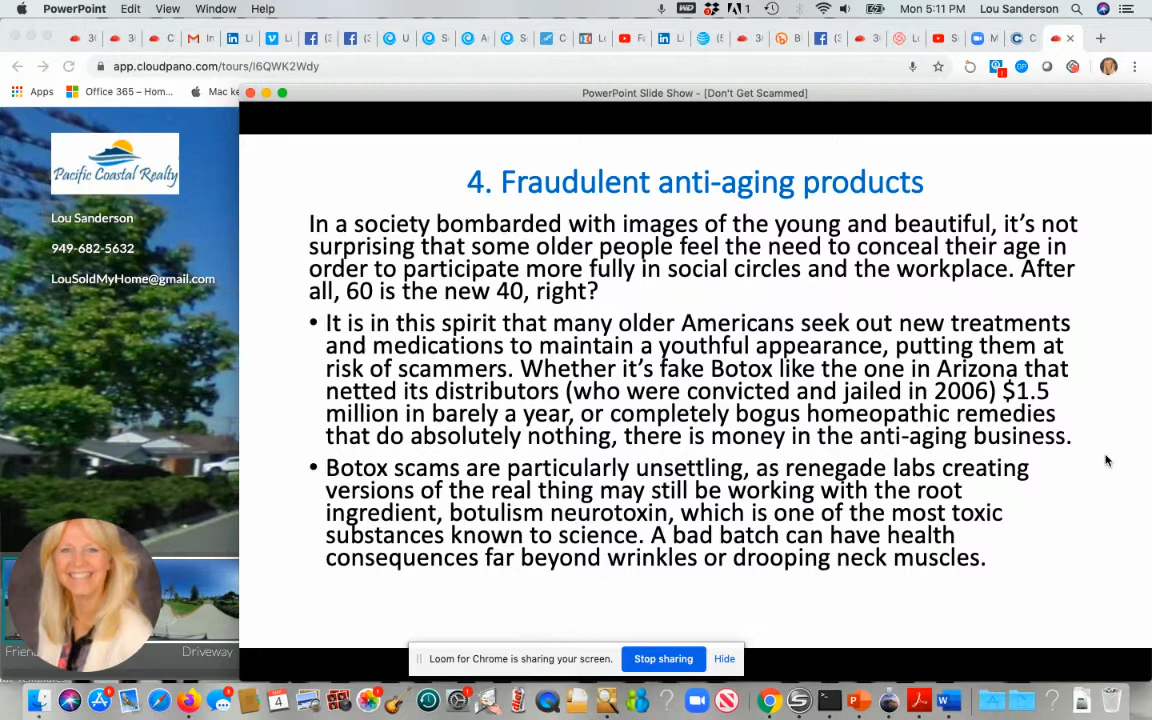 PowerPoint Edit View Window Help
Mon 5:11 PM Lou Sanderson
app.cloudpano.com/tours/I6QWK2Wdy
Apps Office 365 – Hom... Mac ke
PowerPoint Slide Show - [Don't Get Scammed]
Pacific Coastal Realty
Lou Sanderson
949-682-5632
LouSoldMyHome@gmail.com
4. Fraudulent anti-aging products
In a society bombarded with images of the young and beautiful, it's not
surprising that some older people feel the need to conceal their age in
order to participate more fully in social circles and the workplace. After
all, 60 is the new 40, right?
• It is in this spirit that many older Americans seek out new treatments
and medications to maintain a youthful appearance, putting them at
risk of scammers. Whether it's fake Botox like the one in Arizona that
netted its distributors (who were convicted and jailed in 2006) $1.5
million in barely a year, or completely bogus homeopathic remedies
that do absolutely nothing, there is money in the anti-aging business.
• Botox scams are particularly unsettling, as renegade labs creating
versions of the real thing may still be working with the root
ingredient, botulism neurotoxin, which is one of the most toxic
substances known to science. A bad batch can have health
consequences far beyond wrinkles or drooping neck muscles.
Frien Driveway
Loom for Chrome is sharing your screen. Stop sharing Hide